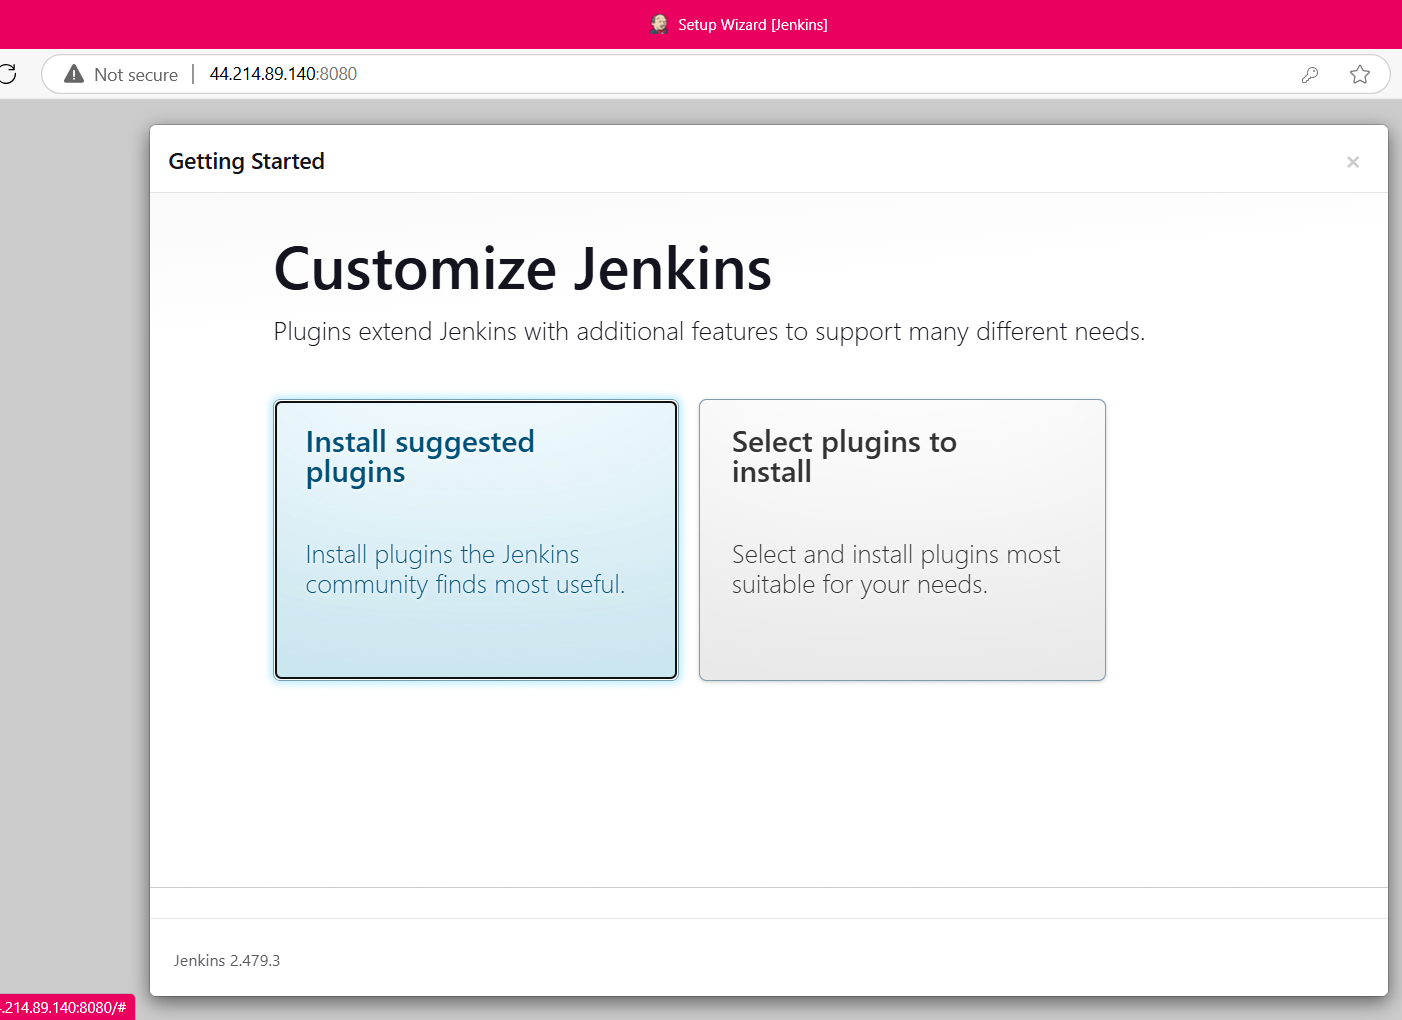 Setup Wizard [Jenkins]
Not secure
44.214.89.140:8080
Getting Started
×
Customize Jenkins
Plugins extend Jenkins with additional features to support many different needs.
Install suggested
plugins
Install plugins the Jenkins
community finds most useful.
Select plugins to
install
Select and install plugins most
suitable for your needs.
Jenkins 2.479.3
.214.89.140:8080/#